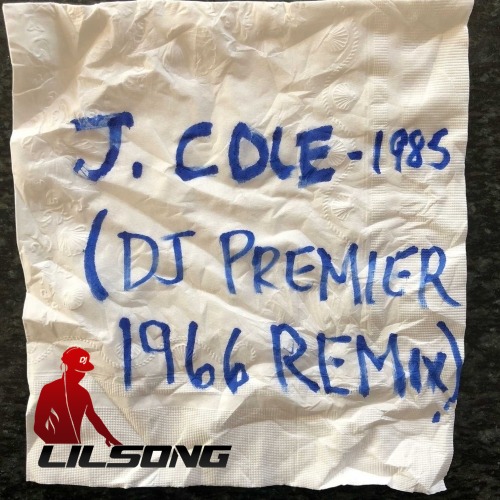 J. COLE - 1985
(DJ PREMIER
1966 REMIX)
DJ
LILSONG